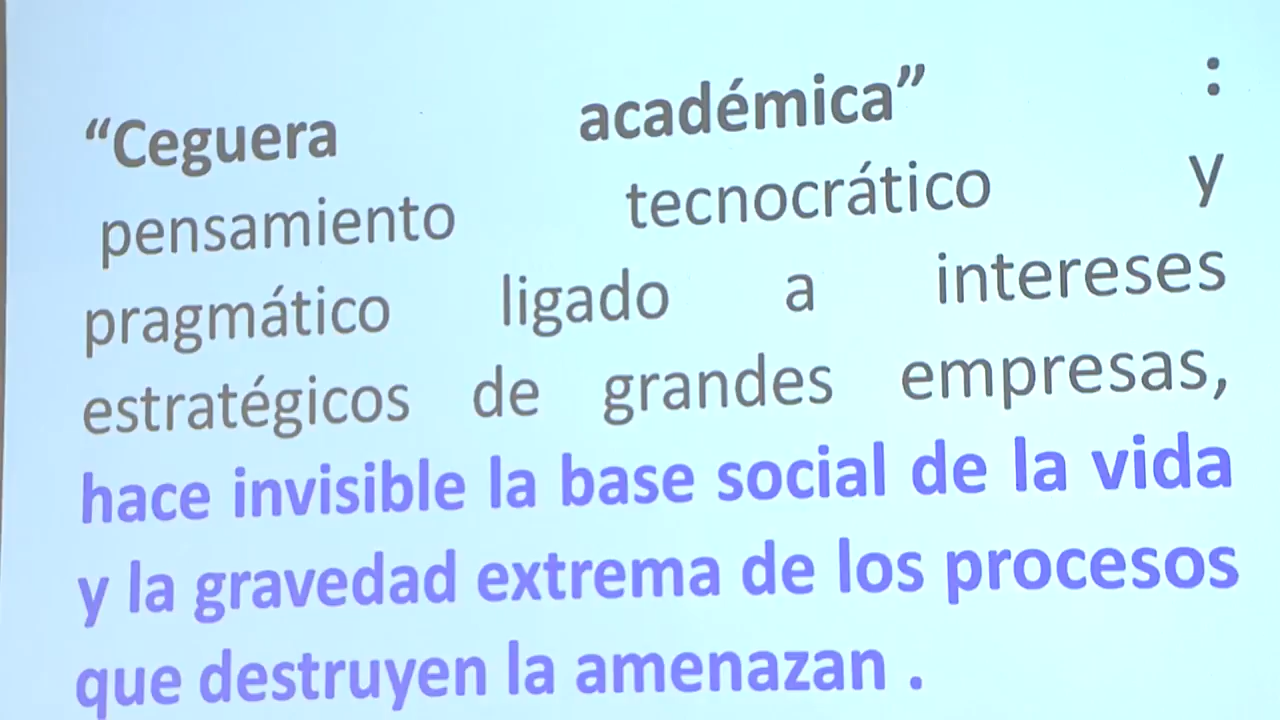 “Ceguera académica” :
pensamiento tecnocrático y
pragmático ligado a intereses
estratégicos de grandes empresas,
hace invisible la base social de la vida
y la gravedad extrema de los procesos
que destruyen la amenazan .